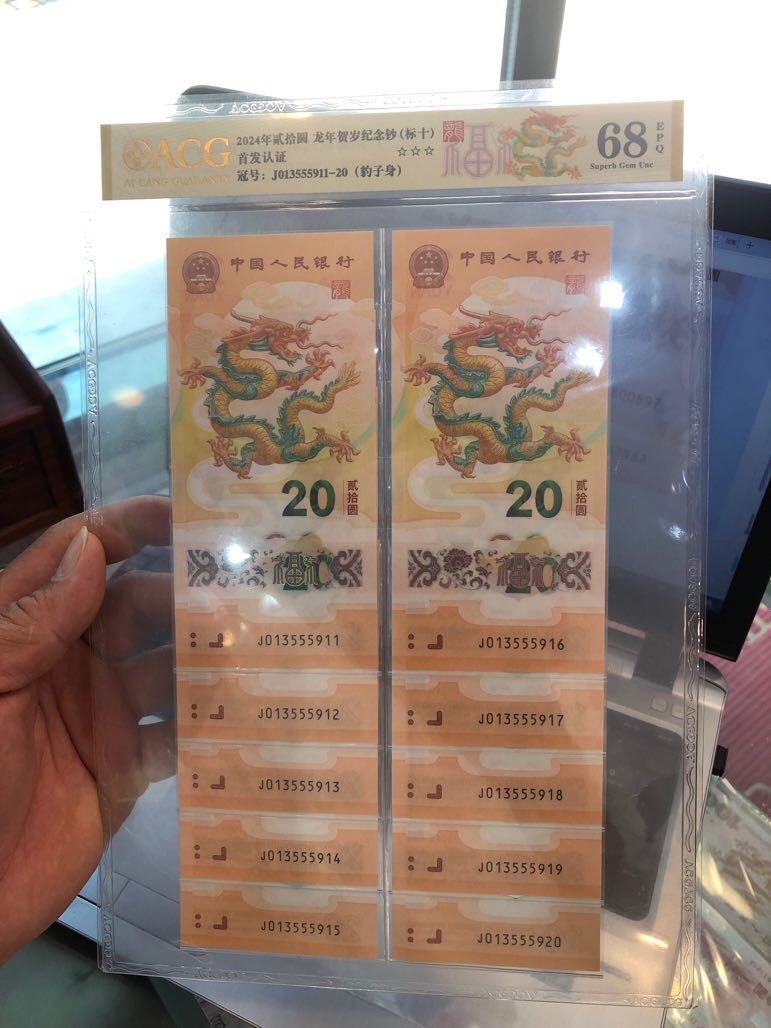 ACG
AI CANG GUARANTY
2024年贰拾圆 龙年贺岁纪念钞(标十)
首发认证 ☆☆☆
冠号: J013555911-20 (豹子身)
福
68
EPQ
Superb Gem Unc
中国人民银行
20
贰拾圆
福
J013555911
J013555912
J013555913
J013555914
J013555915
中国人民银行
20
贰拾圆
福
J013555916
J013555917
J013555918
J013555919
J013555920